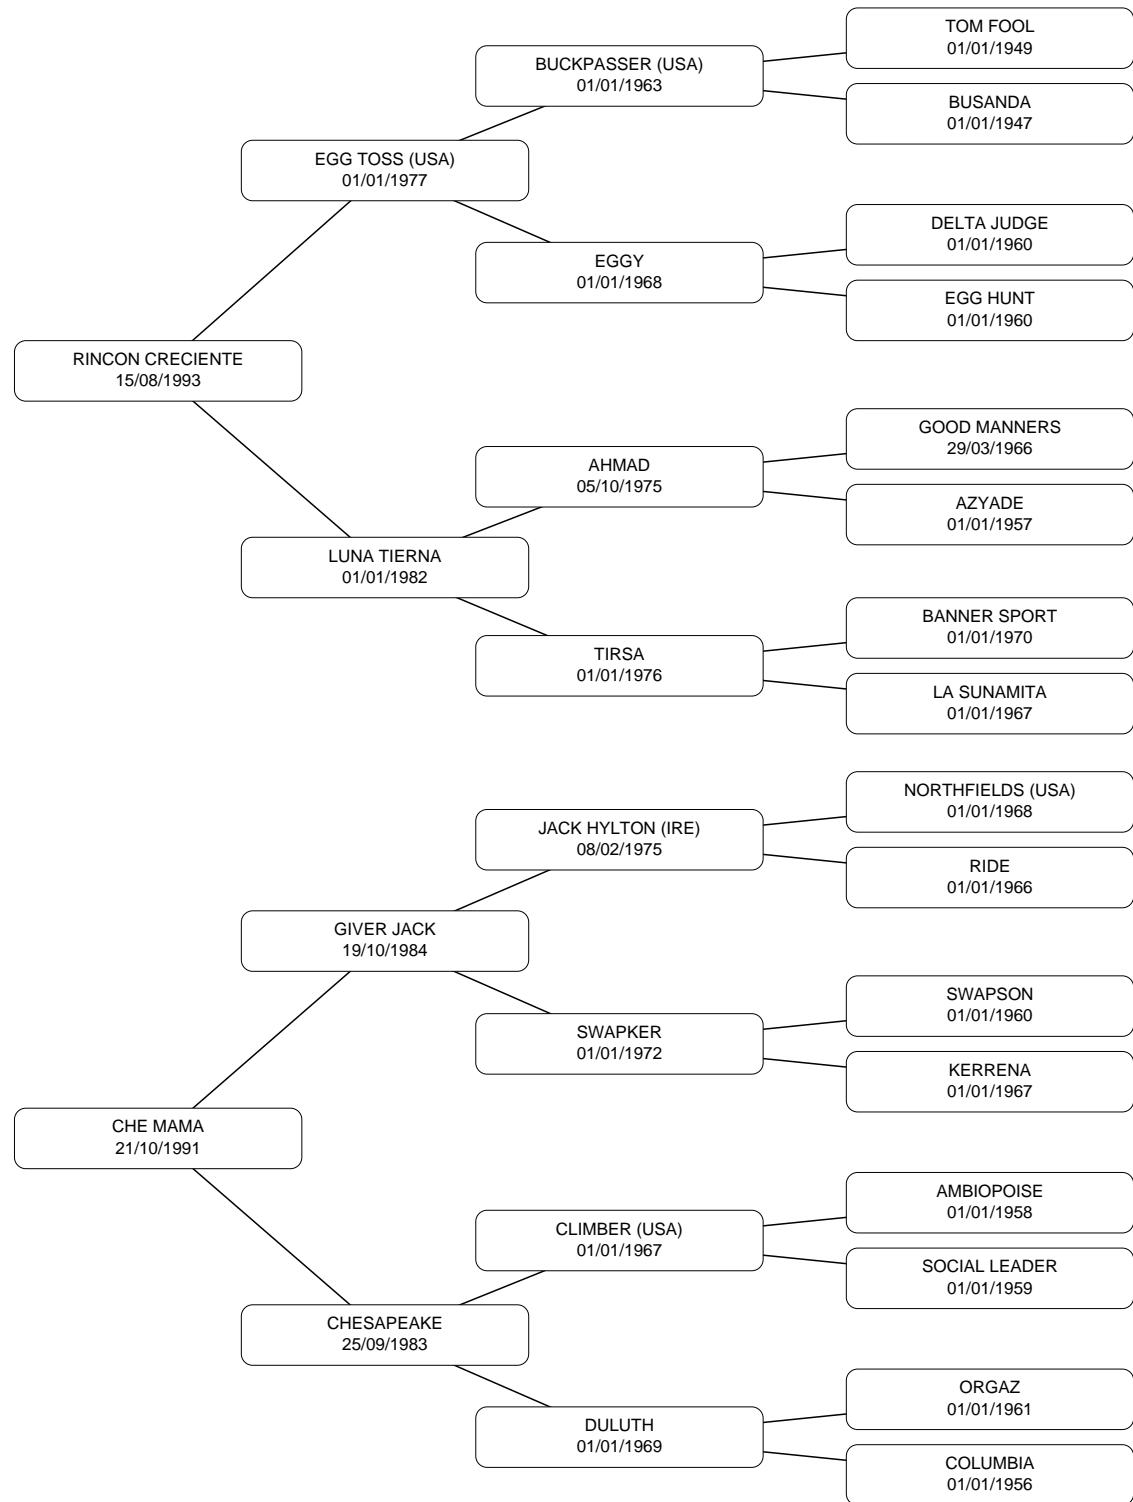 TOM FOOL
01/01/1949
BUCKPASSER (USA)
01/01/1963
BUSANDA
01/01/1947
EGG TOSS (USA)
01/01/1977
DELTA JUDGE
01/01/1960
EGGY
01/01/1968
EGG HUNT
01/01/1960
RINCON CRECIENTE
15/08/1993
GOOD MANNERS
29/03/1966
AHMAD
05/10/1975
AZYADE
01/01/1957
LUNA TIERNA
01/01/1982
BANNER SPORT
01/01/1970
TIRSA
01/01/1976
LA SUNAMITA
01/01/1967
NORTHFIELDS (USA)
01/01/1968
JACK HYLTON (IRE)
08/02/1975
RIDE
01/01/1966
GIVER JACK
19/10/1984
SWAPSON
01/01/1960
SWAPKER
01/01/1972
KERRENA
01/01/1967
CHE MAMA
21/10/1991
AMBIOPOISE
01/01/1958
CLIMBER (USA)
01/01/1967
SOCIAL LEADER
01/01/1959
CHESAPEAKE
25/09/1983
ORGAZ
01/01/1961
DULUTH
01/01/1969
COLUMBIA
01/01/1956